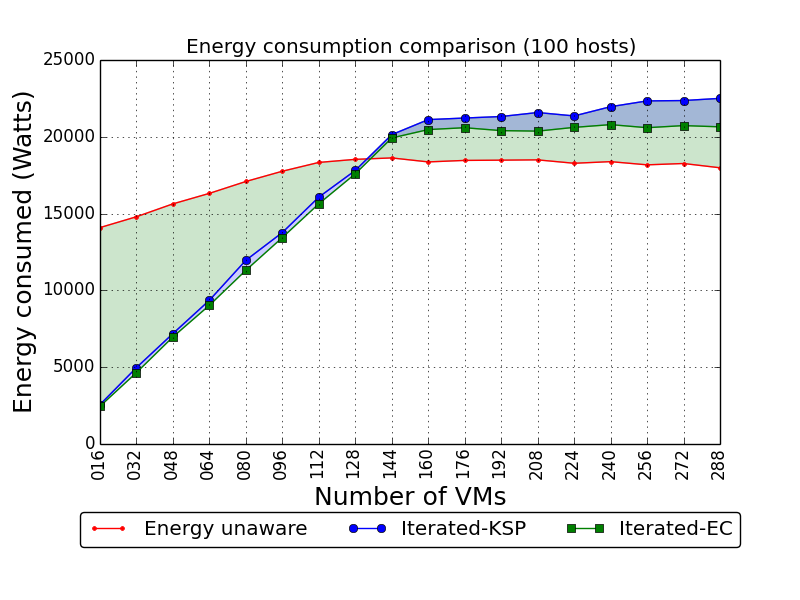 Energy consumption comparison (100 hosts)
Energy consumed (Watts)
25000
20000
15000
10000
5000
0
016 032 048 064 080 096 112 128 144 160 176 192 208 224 240 256 272 288
Number of VMs
Energy unaware Iterated-KSP Iterated-EC